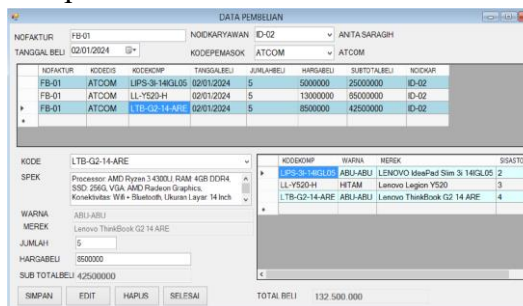 DATA PEMBELIAN
NOFAKTUR FB-01 NOIDKARYAWAN ID-02 ANITA SARAGIH
TANGGAL BELI 02/01/2024 KODEPEMASOK ATCOM ATCOM
NOFAKTUR KODEDIS KODEKOMP TANGGALBELI JUMLAHBELI HARGABELI SUBTOTALBELI NOIDKAR
FB-01 ATCOM LIPS-3I-14IGL05 02/01/2024 5 5000000 25000000 ID-02
FB-01 ATCOM LL-Y520-H 02/01/2024 5 13000000 65000000 ID-02
FB-01 ATCOM LTB-G2-14-ARE 02/01/2024 5 8500000 42500000 ID-02
KODE LTB-G2-14-ARE
SPEK Processor: AMD Ryzen 3 4300U, RAM: 4GB DDR4,
SSD: 256G, VGA: AMD Radeon Graphics,
Konektivitas: Wifi + Bluetooth, Ukuran Layar: 14 Inch
WARNA ABU-ABU
MEREK Lenovo ThinkBook G2 14 ARE
JUMLAH 5
HARGABELI 8500000
SUB TOTALBELI 42500000
SIMPAN EDIT HAPUS SELESAI
KODEKOMP WARNA MEREK SISASTO
LIPS-3I-14IGL05 ABU-ABU LENOVO IdeaPad Slim 3i 14IGL05 2
LL-Y520-H HITAM Lenovo Legion Y520 3
LTB-G2-14-ARE ABU-ABU Lenovo ThinkBook G2 14 ARE 4
TOTAL BELI 132.500.000